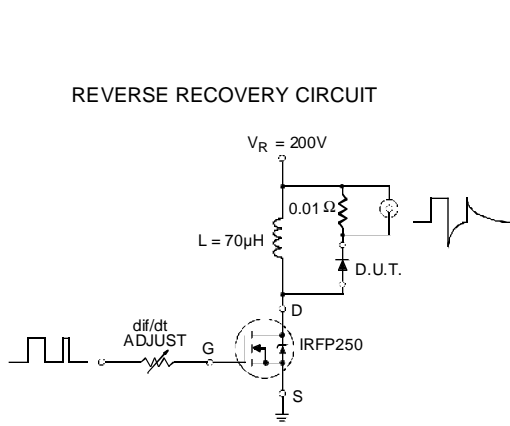 REVERSE RECOVERY CIRCUIT
VR = 200V
0.01 Ω
L = 70µH
D.U.T.
D
dif/dt
ADJUST
G
IRFP250
S